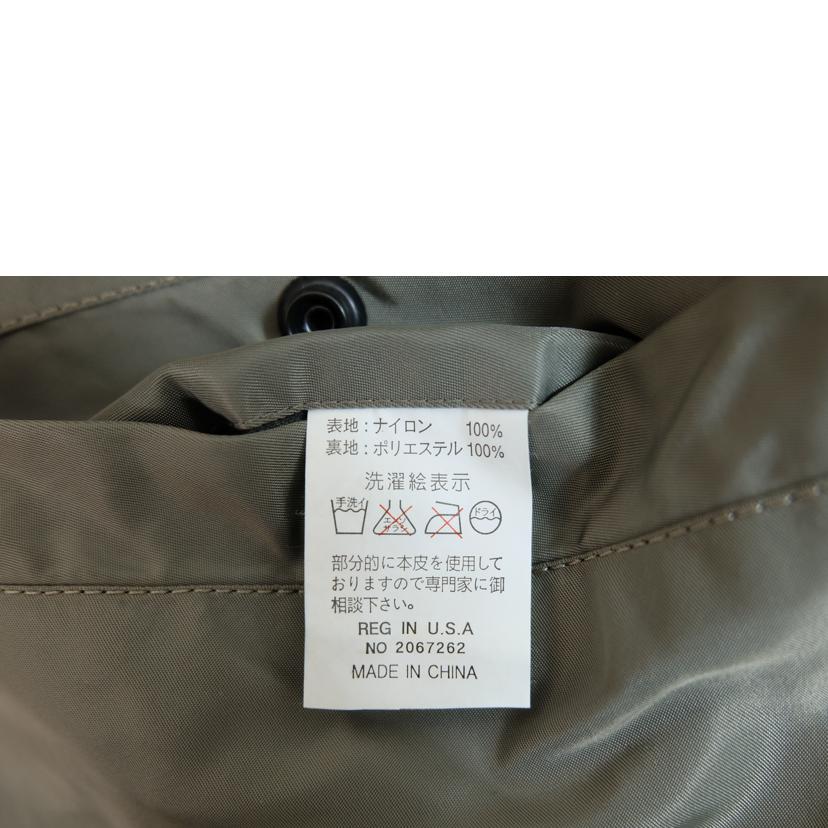 表地:ナイロン 100%
裏地:ポリエステル 100%
洗濯絵表示
手洗イ エンソサラシ ドライ
部分的に本皮を使用して
おりますので専門家に御
相談下さい。
REG IN U.S.A
NO 2067262
MADE IN CHINA